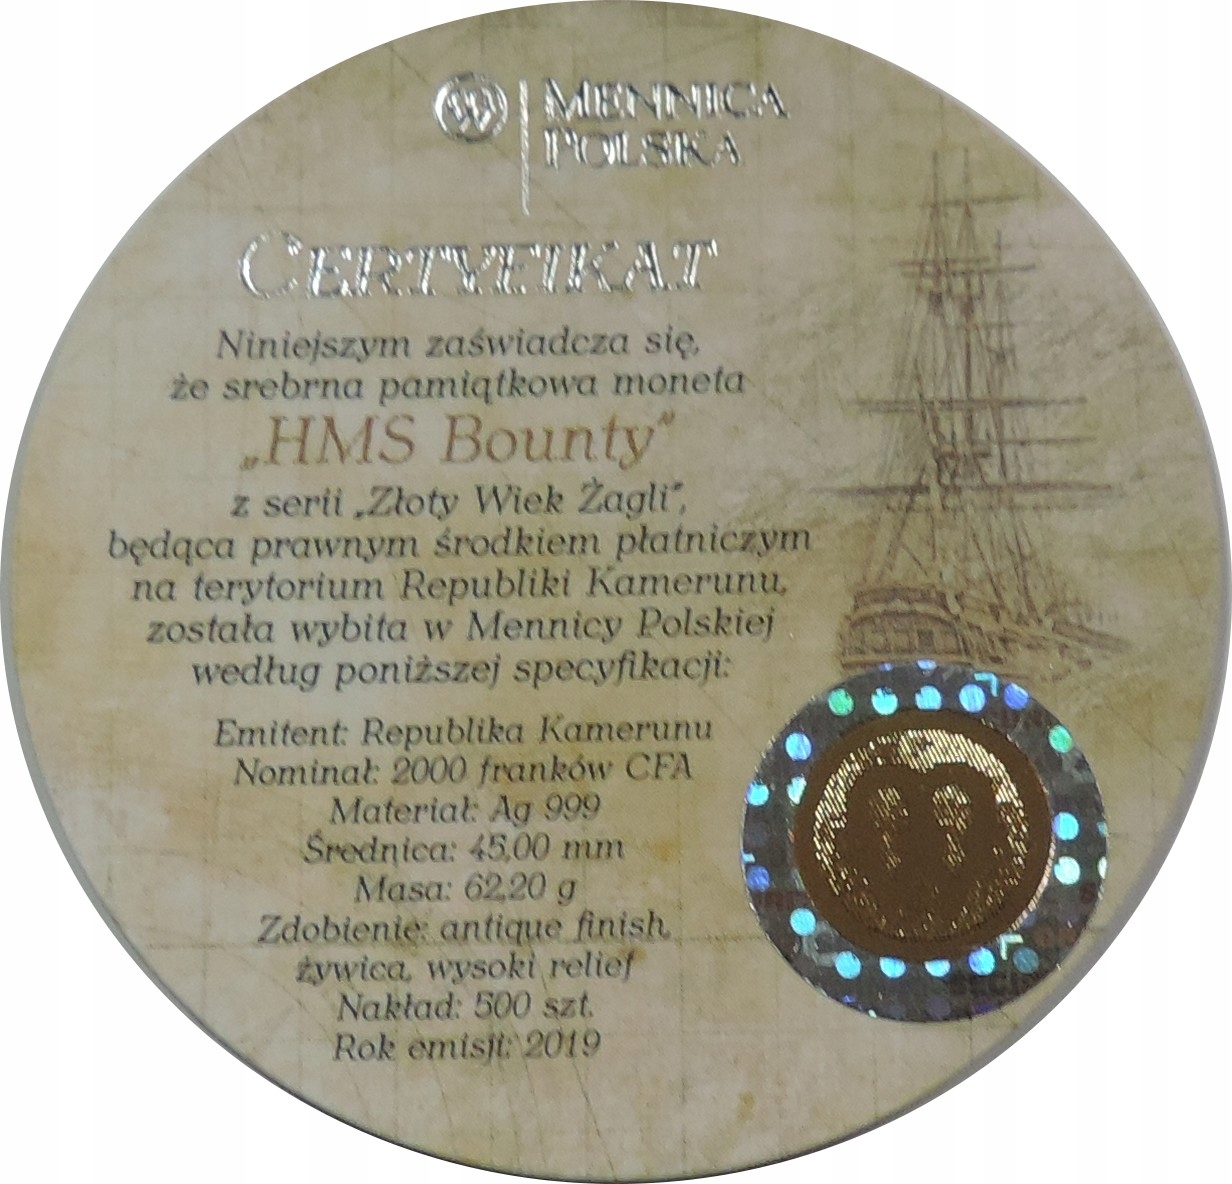 MENNICA
POLSKA
CERTYFIKAT
Niniejszym zaświadcza się,
że srebrna pamiątkowa moneta
„HMS Bounty”
z serii „Złoty Wiek Żagli”,
będąca prawnym środkiem płatniczym
na terytorium Republiki Kamerunu,
została wybita w Mennicy Polskiej
według poniższej specyfikacji:
Emitent: Republika Kamerunu
Nominał: 2000 franków CFA
Materiał: Ag 999
Średnica: 45,00 mm
Masa: 62,20 g
Zdobienie: antique finish,
żywica, wysoki relief
Nakład: 500 szt.
Rok emisji: 2019